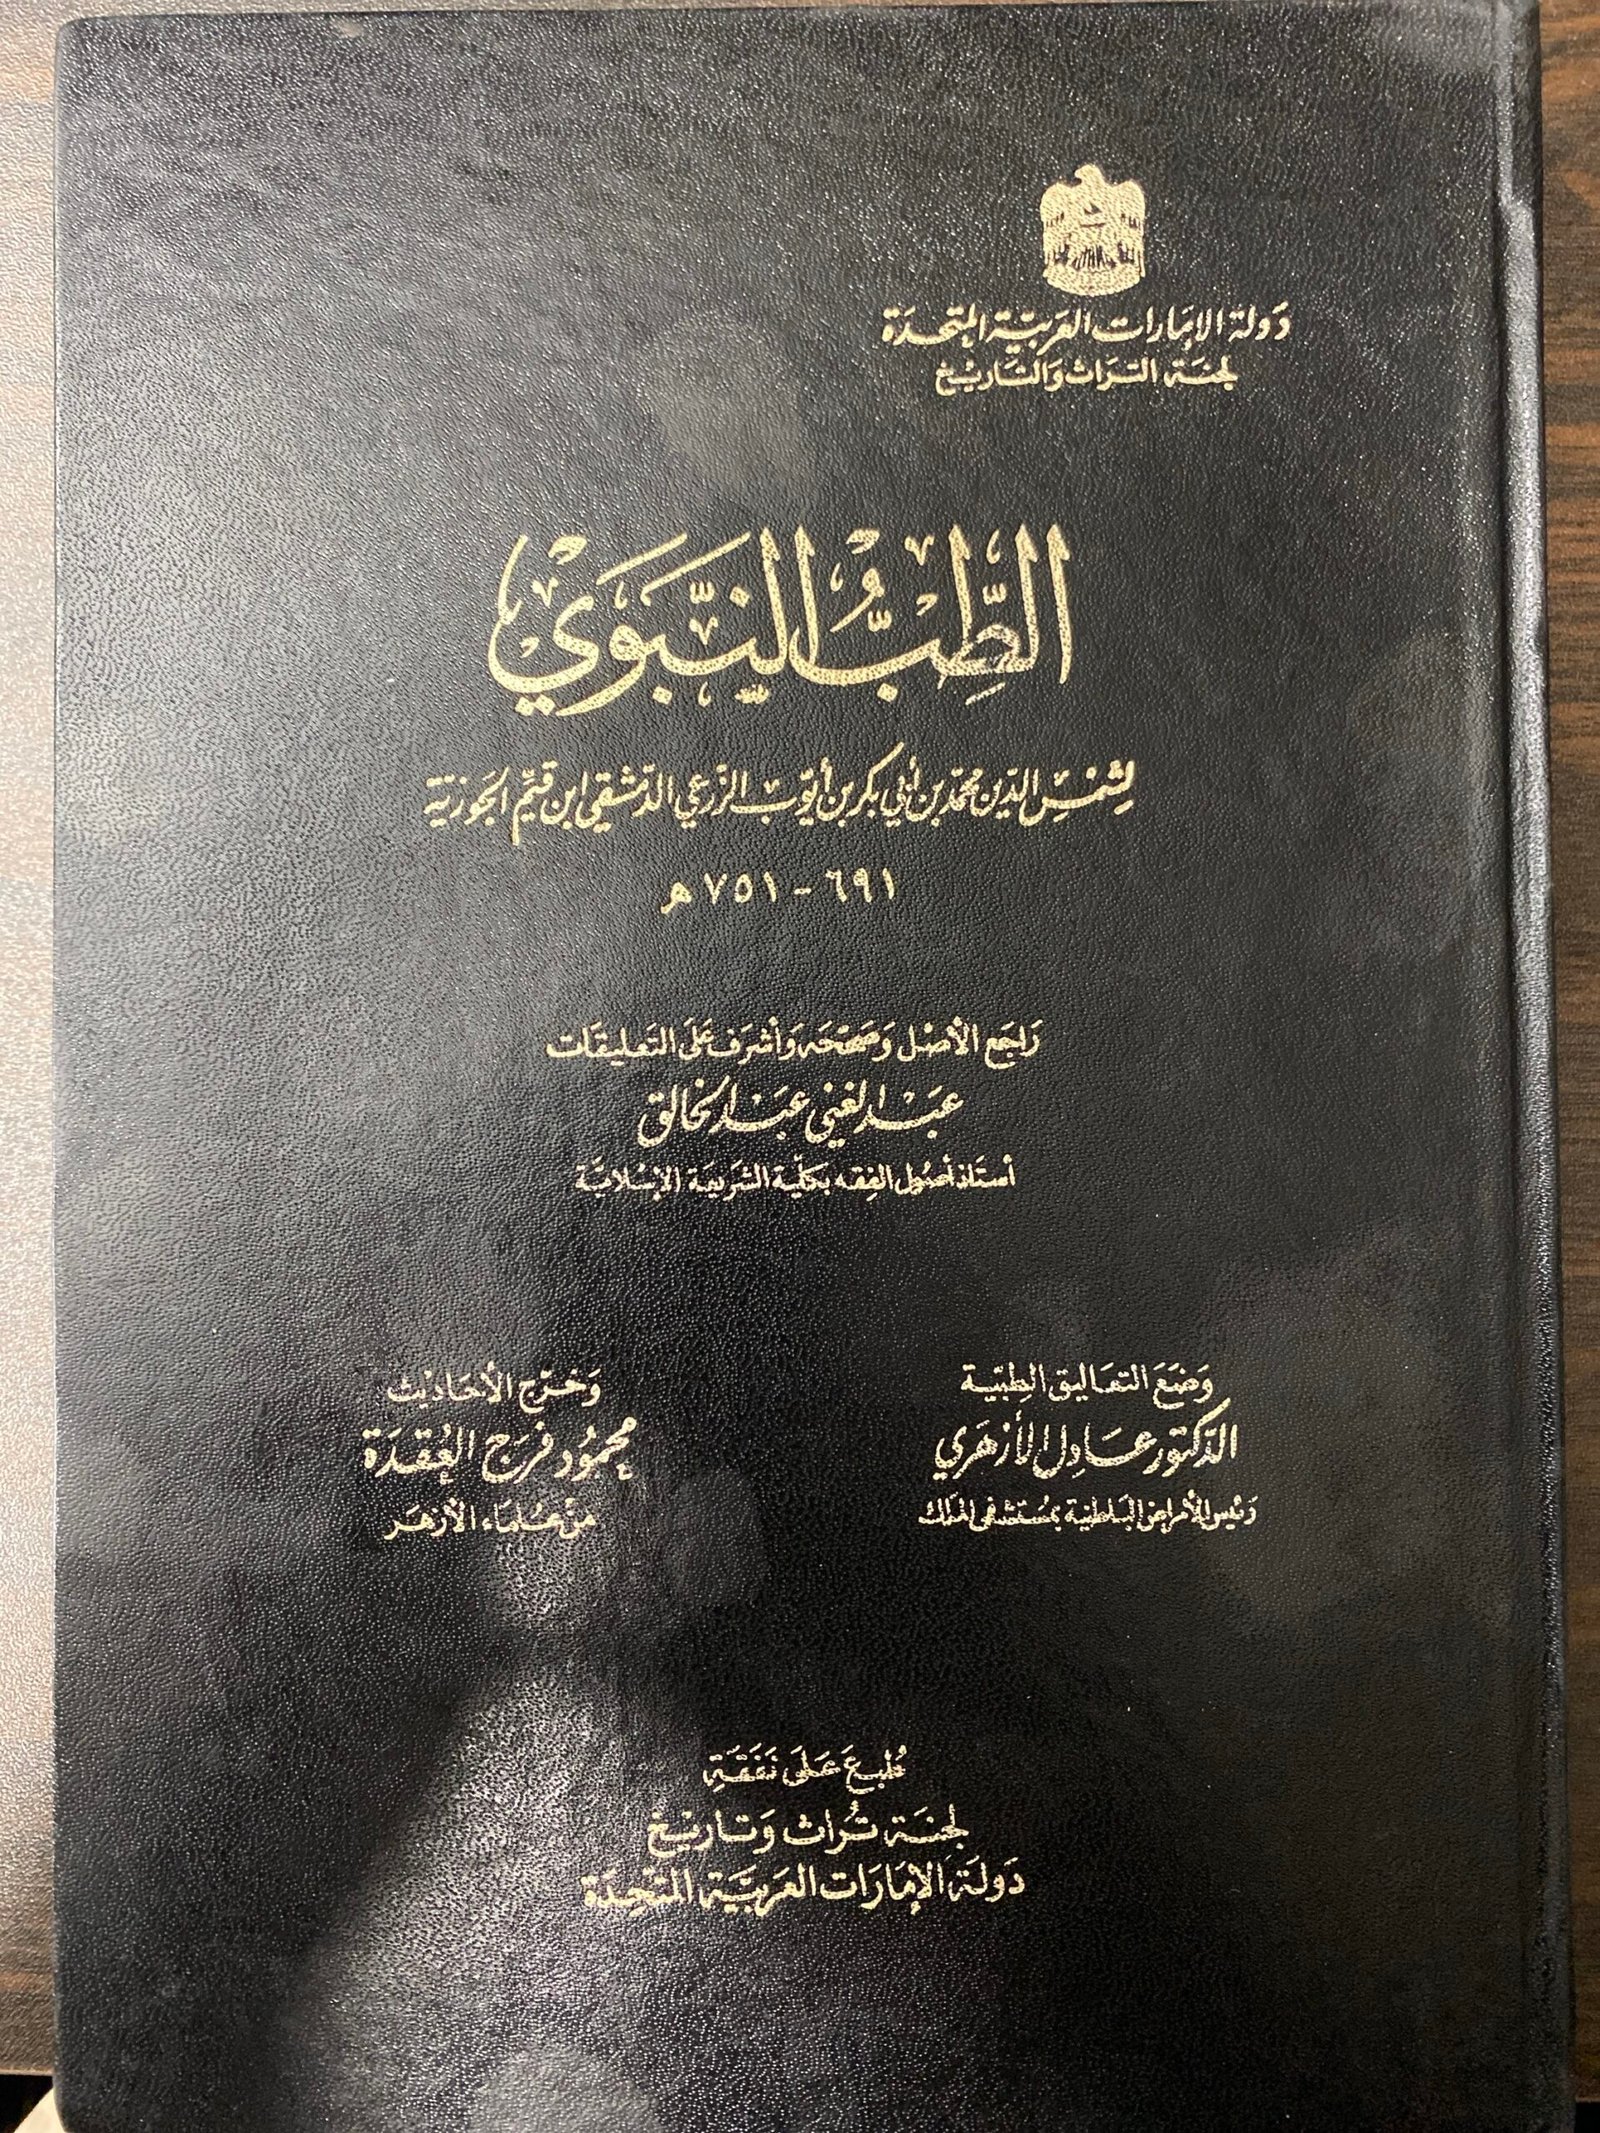 دولة الإمارات العربية المتحدة
لجنة التراث والتاريخ
الطِّبُّ النَّبَوي
لشمس الدين محمد بن أبي بكر بن أيوب الزرعي الدمشقي ابن قيم الجوزية
٦٩١ - ٧٥١ هـ
راجع الأصل وصححه وأشرف على التعليقات
عبد الغني عبد الخالق
أستاذ أصول الفقه بكلية الشريعة الإسلامية
وضع التعاليق الطبية
الدكتور عادل الأزهري
رئيس الأمراض الباطنية بمستشفى الملك
وخرج الأحاديث
محمود فرج العقدة
من علماء الأزهر
طبع على نفقة
لجنة تراث وتاريخ
دولة الإمارات العربية المتحدة